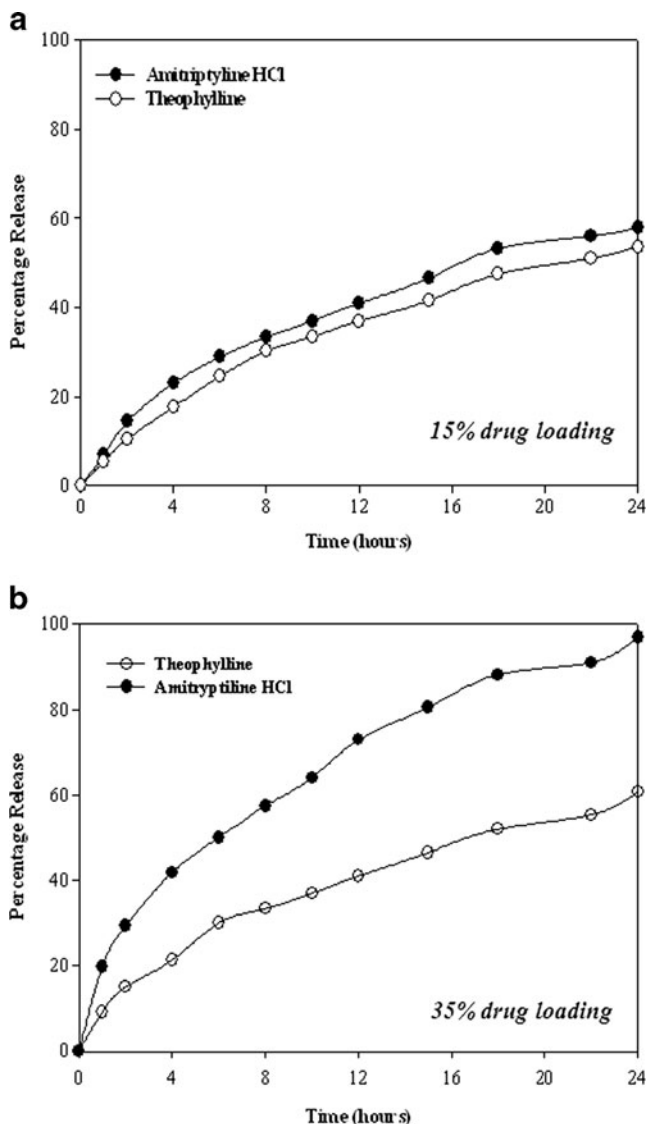 a
100
80
60
40
20
0
Percentage Release
Amitriptyline HCl
Theophylline
15% drug loading
0 4 8 12 16 20 24
Time (hours)
b
100
80
60
40
20
0
Percentage Release
Theophylline
Amitryptiline HCl
35% drug loading
0 4 8 12 16 20 24
Time (hours)